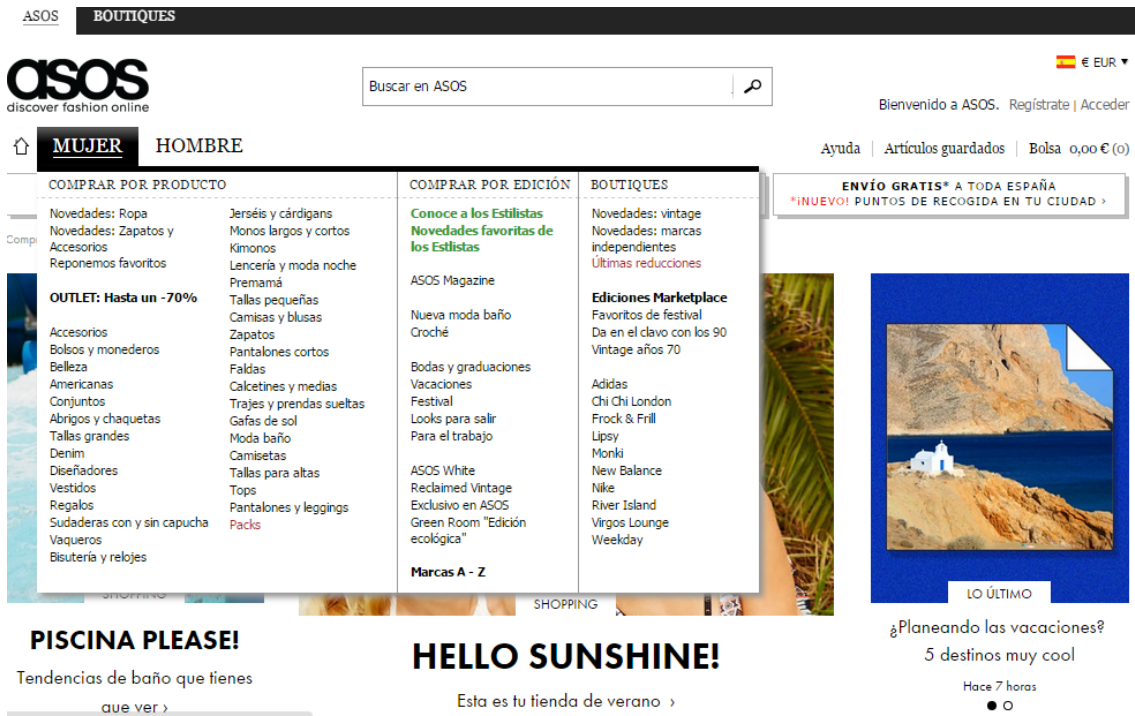 ASOS
BOUTIQUES
asos
discover fashion online
Buscar en ASOS
€ EUR ▼
Bienvenido a ASOS. Regístrate | Acceder
MUJER
HOMBRE
Ayuda | Artículos guardados | Bolsa 0,00 € (0)
ENVÍO GRATIS* A TODA ESPAÑA
*¡NUEVO! PUNTOS DE RECOGIDA EN TU CIUDAD ›
Comp
COMPRAR POR PRODUCTO
Novedades: Ropa
Novedades: Zapatos y
Accesorios
Reponemos favoritos
OUTLET: Hasta un -70%
Accesorios
Bolsos y monederos
Belleza
Americanas
Conjuntos
Abrigos y chaquetas
Tallas grandes
Denim
Diseñadores
Vestidos
Regalos
Sudaderas con y sin capucha
Vaqueros
Bisutería y relojes
Jerséis y cárdigans
Monos largos y cortos
Kimonos
Lencería y moda noche
Premamá
Tallas pequeñas
Camisas y blusas
Zapatos
Pantalones cortos
Faldas
Calcetines y medias
Trajes y prendas sueltas
Gafas de sol
Moda baño
Camisetas
Tallas para altas
Tops
Pantalones y leggings
Packs
COMPRAR POR EDICIÓN
Conoce a los Estilistas
Novedades favoritas de
los Estlistas
ASOS Magazine
Nueva moda baño
Croché
Bodas y graduaciones
Vacaciones
Festival
Looks para salir
Para el trabajo
ASOS White
Reclaimed Vintage
Exclusivo en ASOS
Green Room "Edición
ecológica"
Marcas A - Z
BOUTIQUES
Novedades: vintage
Novedades: marcas
independientes
Últimas reducciones
Ediciones Marketplace
Favoritos de festival
Da en el clavo con los 90
Vintage años 70
Adidas
Chi Chi London
Frock & Frill
Lipsy
Monki
New Balance
Nike
River Island
Virgos Lounge
Weekday
SHOPPING
PISCINA PLEASE!
Tendencias de baño que tienes
que ver ›
SHOPPING
HELLO SUNSHINE!
Esta es tu tienda de verano ›
LO ÚLTIMO
¿Planeando las vacaciones?
5 destinos muy cool
Hace 7 horas